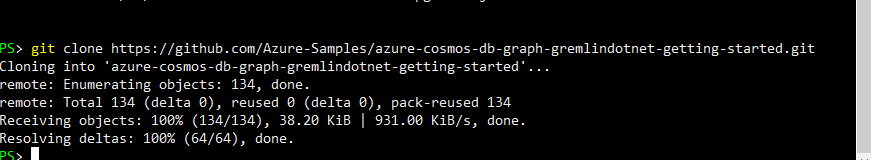 PS> git clone https://github.com/Azure-Samples/azure-cosmos-db-graph-gremlindotnet-getting-started.git
Cloning into 'azure-cosmos-db-graph-gremlindotnet-getting-started'...
remote: Enumerating objects: 134, done.
remote: Total 134 (delta 0), reused 0 (delta 0), pack-reused 134
Receiving objects: 100% (134/134), 38.20 KiB | 931.00 KiB/s, done.
Resolving deltas: 100% (64/64), done.
PS>